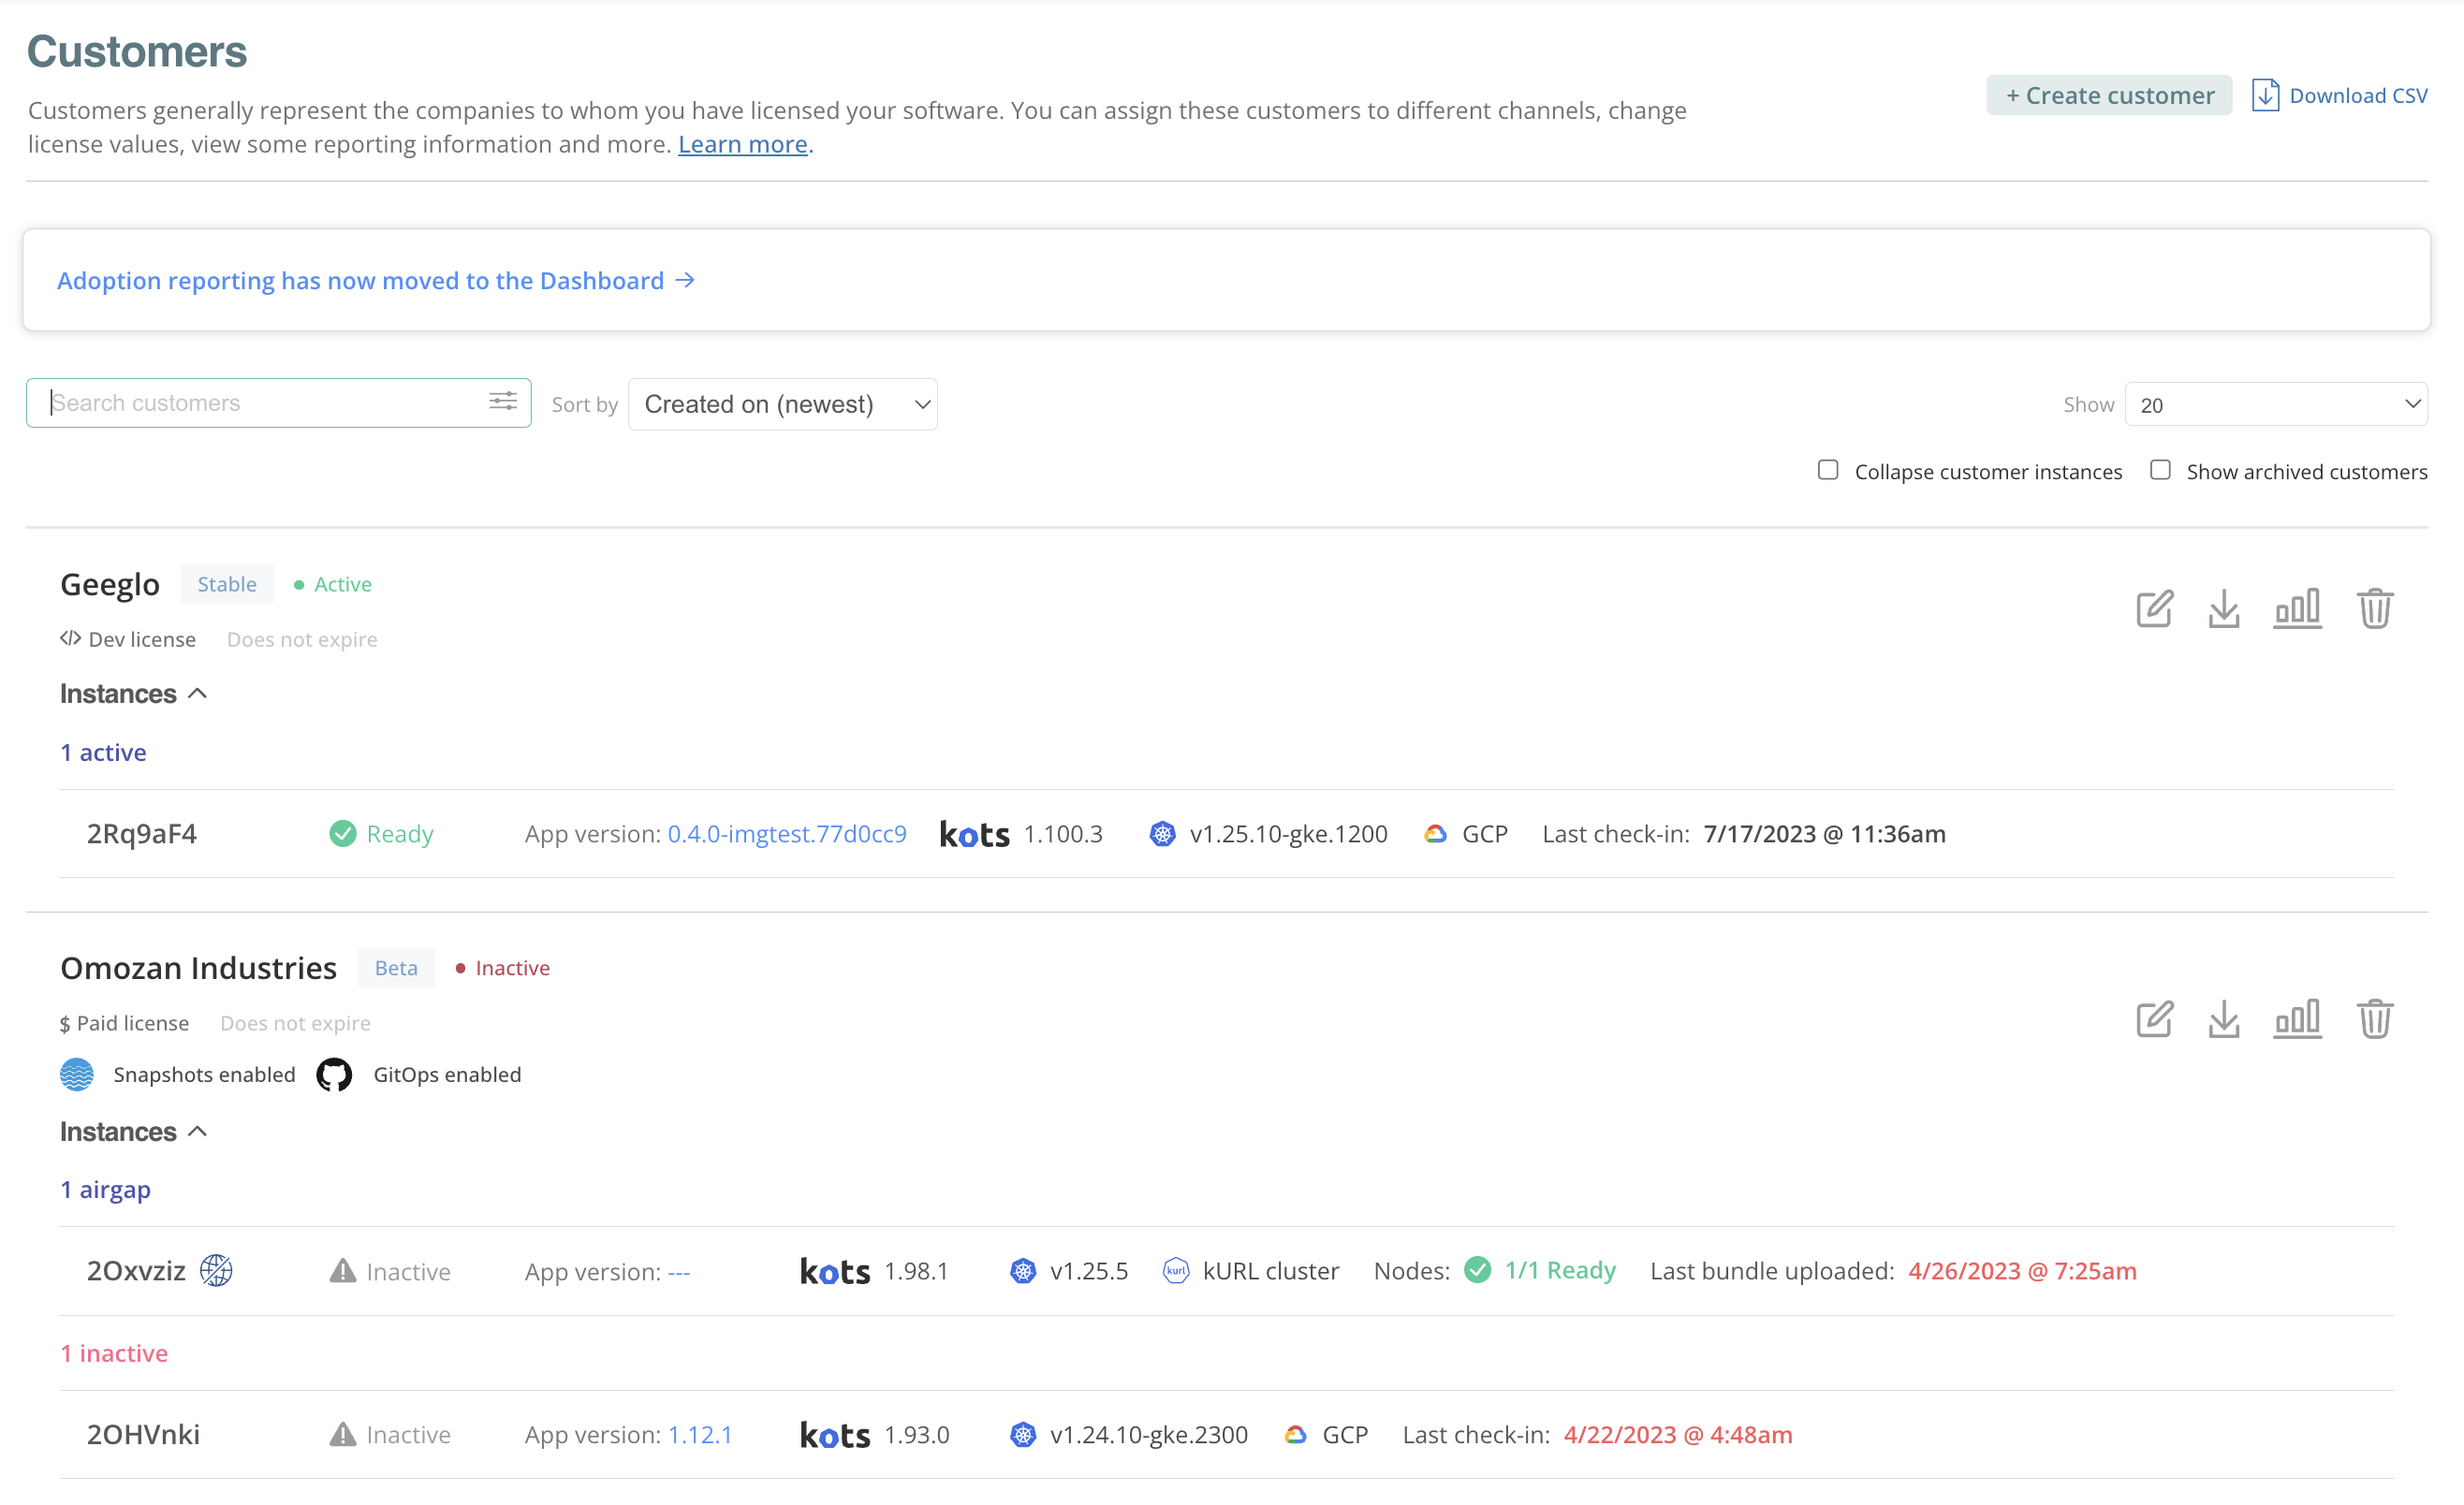 Customers
Customers generally represent the companies to whom you have licensed your software. You can assign these customers to different channels, change
license values, view some reporting information and more. Learn more.
+ Create customer Download CSV
Adoption reporting has now moved to the Dashboard →
Search customers Sort by Created on (newest) Show 20
Collapse customer instances Show archived customers
Geeglo Stable Active
</> Dev license Does not expire
Instances
1 active
2Rq9aF4 Ready App version: 0.4.0-imgtest.77d0cc9 kots 1.100.3 v1.25.10-gke.1200 GCP Last check-in: 7/17/2023 @ 11:36am
Omozan Industries Beta Inactive
$ Paid license Does not expire
Snapshots enabled GitOps enabled
Instances
1 airgap
2Oxvziz Inactive App version: --- kots 1.98.1 v1.25.5 kurl kURL cluster Nodes: 1/1 Ready Last bundle uploaded: 4/26/2023 @ 7:25am
1 inactive
2OHVnki Inactive App version: 1.12.1 kots 1.93.0 v1.24.10-gke.2300 GCP Last check-in: 4/22/2023 @ 4:48am